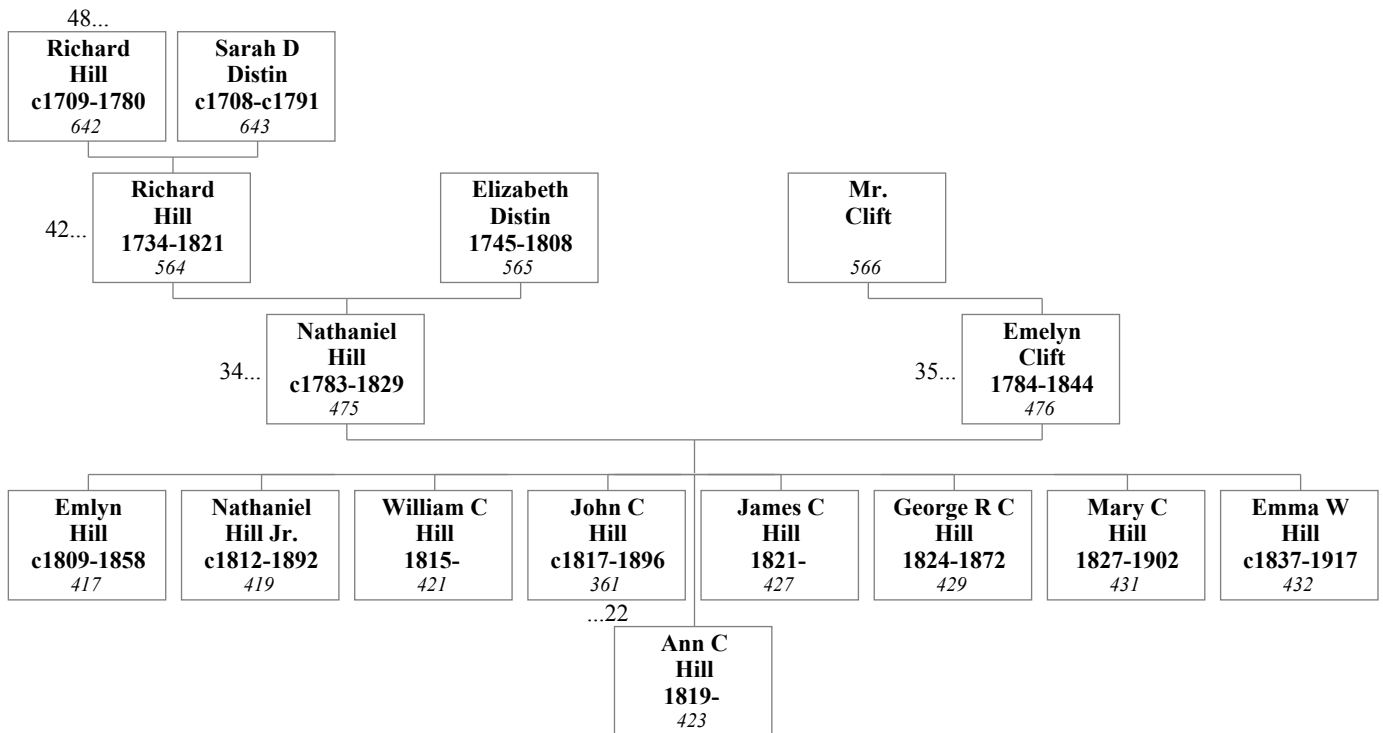 48...
Richard
Hill
c1709-1780
642
Sarah D
Distin
c1708-c1791
643
42...
Richard
Hill
1734-1821
564
Elizabeth
Distin
1745-1808
565
Mr.
Clift
566
34...
Nathaniel
Hill
c1783-1829
475
35...
Emelyn
Clift
1784-1844
476
Emlyn
Hill
c1809-1858
417
Nathaniel
Hill Jr.
c1812-1892
419
William C
Hill
1815-
421
John C
Hill
c1817-1896
361
James C
Hill
1821-
427
George R C
Hill
1824-1872
429
Mary C
Hill
1827-1902
431
Emma W
Hill
c1837-1917
432
...22
Ann C
Hill
1819-
423